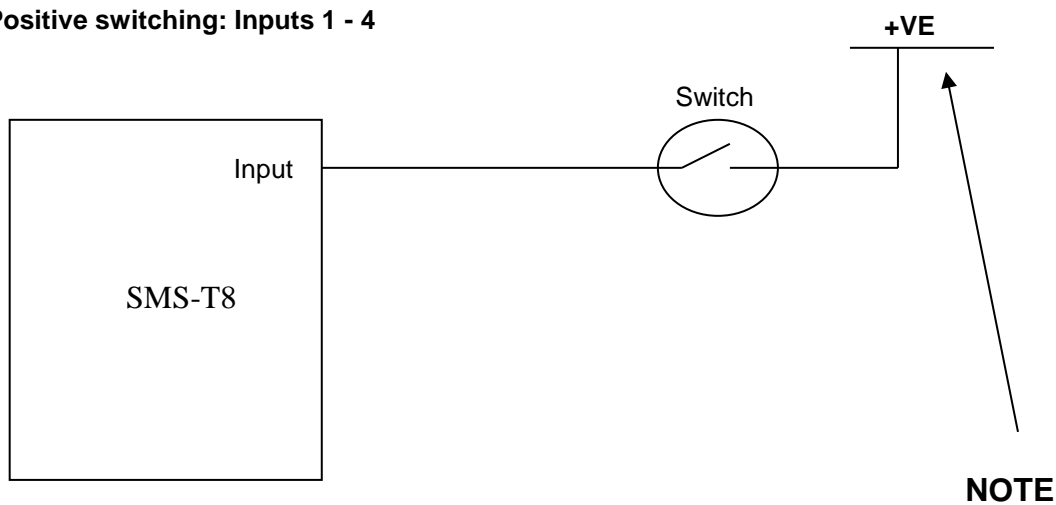 Positive switching: Inputs 1 - 4
+VE
Switch
Input
SMS-T8
NOTE